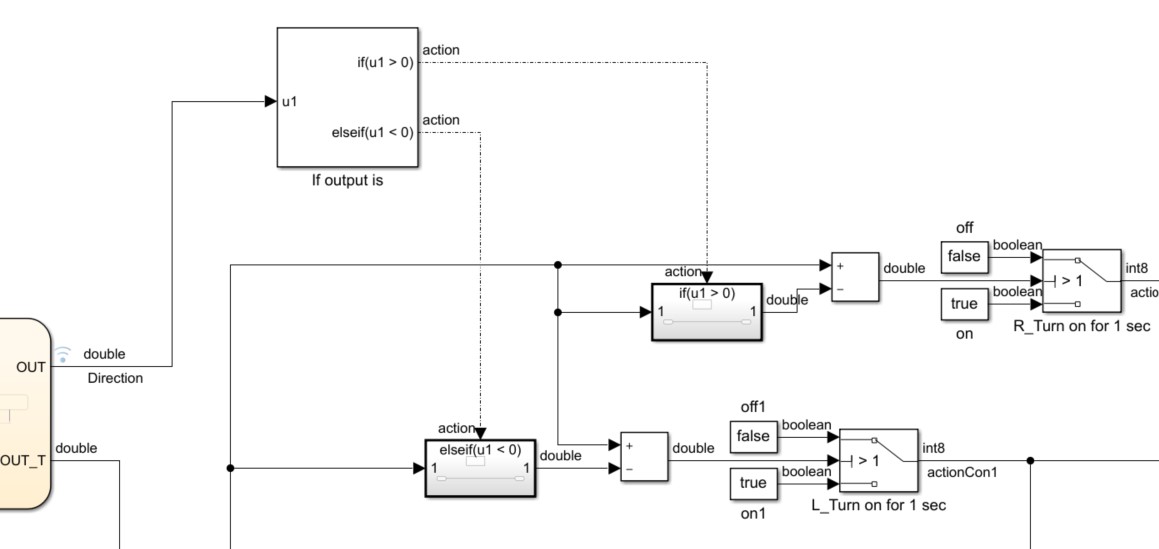 action
if(u1 > 0)
u1
action
elseif(u1 < 0)
If output is
off
boolean
false
+
action
double
int8
if(u1 > 0)
−
> 1
double
boolean
actio
1
1
true
R_Turn on for 1 sec
on
double
OUT
Direction
off1
boolean
action
false
+
elseif(u1 < 0)
double
double
int8
OUT_T
double
1
1
−
> 1
boolean
actionCon1
true
L_Turn on for 1 sec
on1